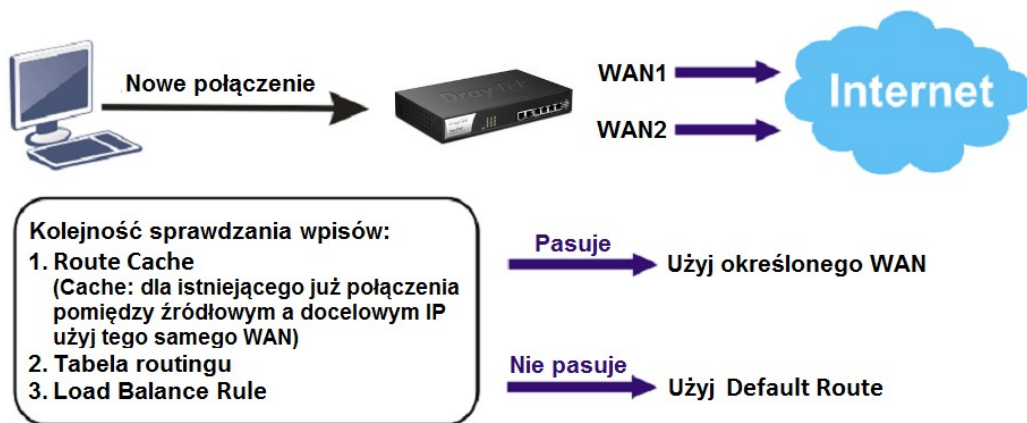 Nowe połączenie
DrayTek
WAN1
WAN2
Internet
Kolejność sprawdzania wpisów:
1. Route Cache
(Cache: dla istniejącego już połączenia
pomiędzy źródłowym a docelowym IP
użyj tego samego WAN)
2. Tabela routingu
3. Load Balance Rule
Pasuje
Użyj określonego WAN
Nie pasuje
Użyj Default Route